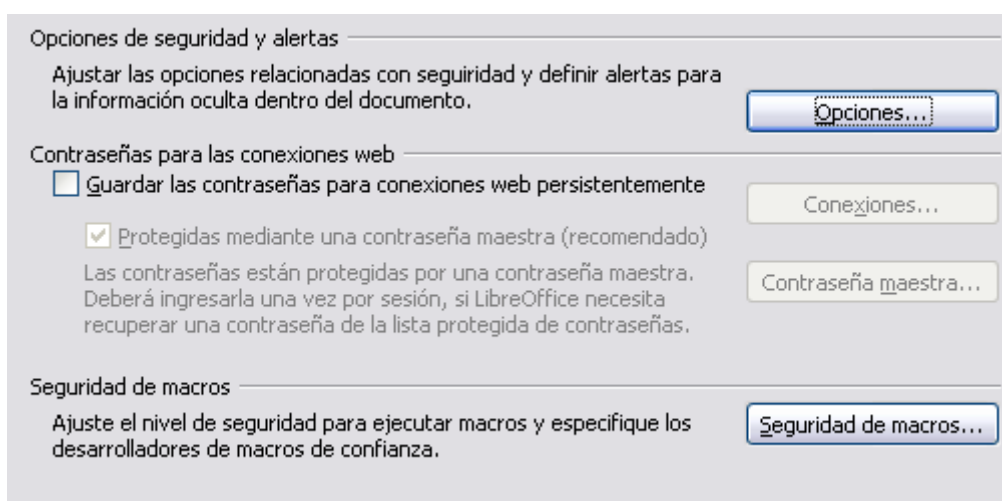 Opciones de seguridad y alertas
Ajustar las opciones relacionadas con seguiridad y definir alertas para
la información oculta dentro del documento.
Opciones...
Contraseñas para las conexiones web
Guardar las contraseñas para conexiones web persistentemente
Conexiones...
Protegidas mediante una contraseña maestra (recomendado)
Las contraseñas están protegidas por una contraseña maestra.
Deberá ingresarla una vez por sesión, si LibreOffice necesita
recuperar una contraseña de la lista protegida de contraseñas.
Contraseña maestra...
Seguridad de macros
Ajuste el nivel de seguridad para ejecutar macros y especifique los
desarrolladores de macros de confianza.
Seguridad de macros...